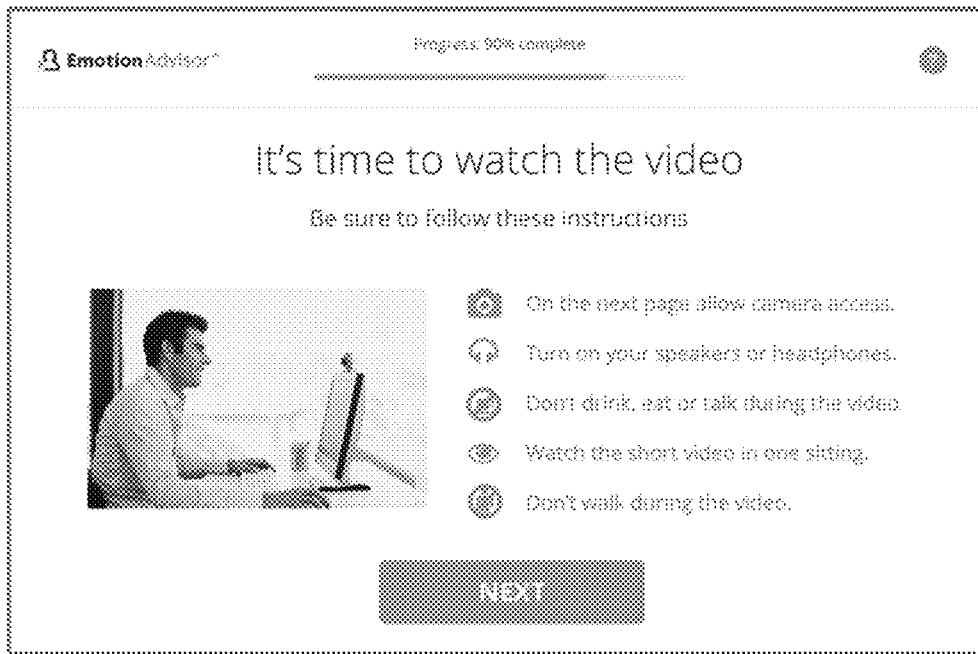 Progress: 90% complete
EmotionAdvisor
It's time to watch the video
Be sure to follow these instructions
On the next page allow camera access.
Turn on your speakers or headphones.
Don't drink, eat or talk during the video.
Watch the short video in one sitting.
Don't walk during the video.
NEXT